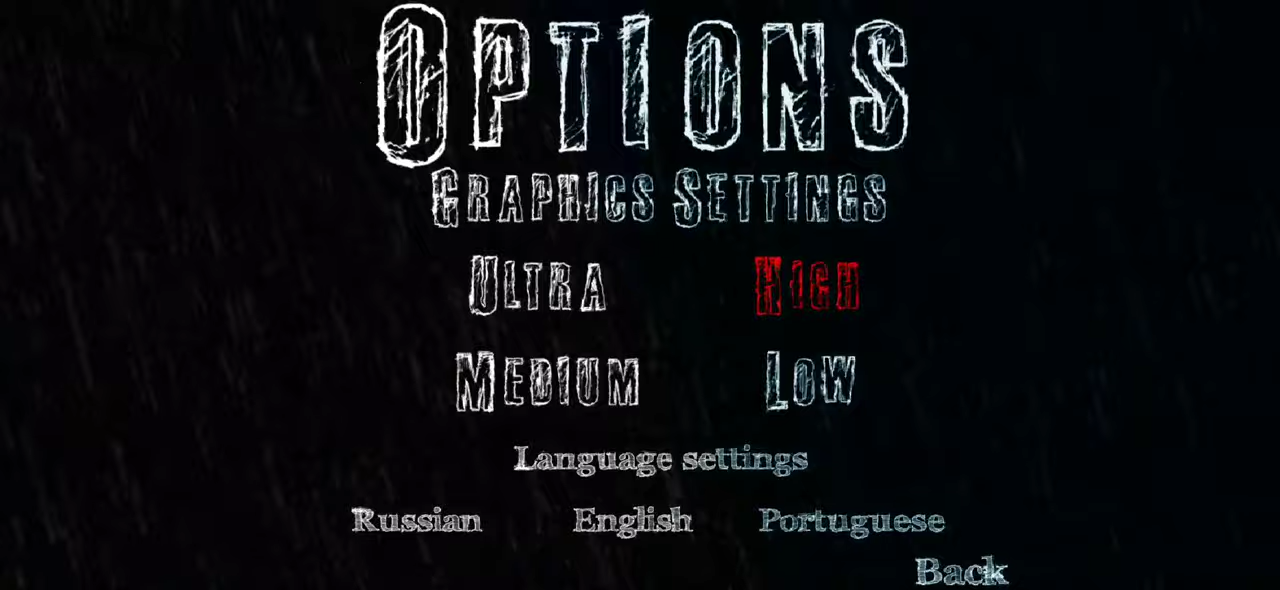 Options
Graphics Settings
Ultra High
Medium Low
Language settings
Russian English Portuguese
Back